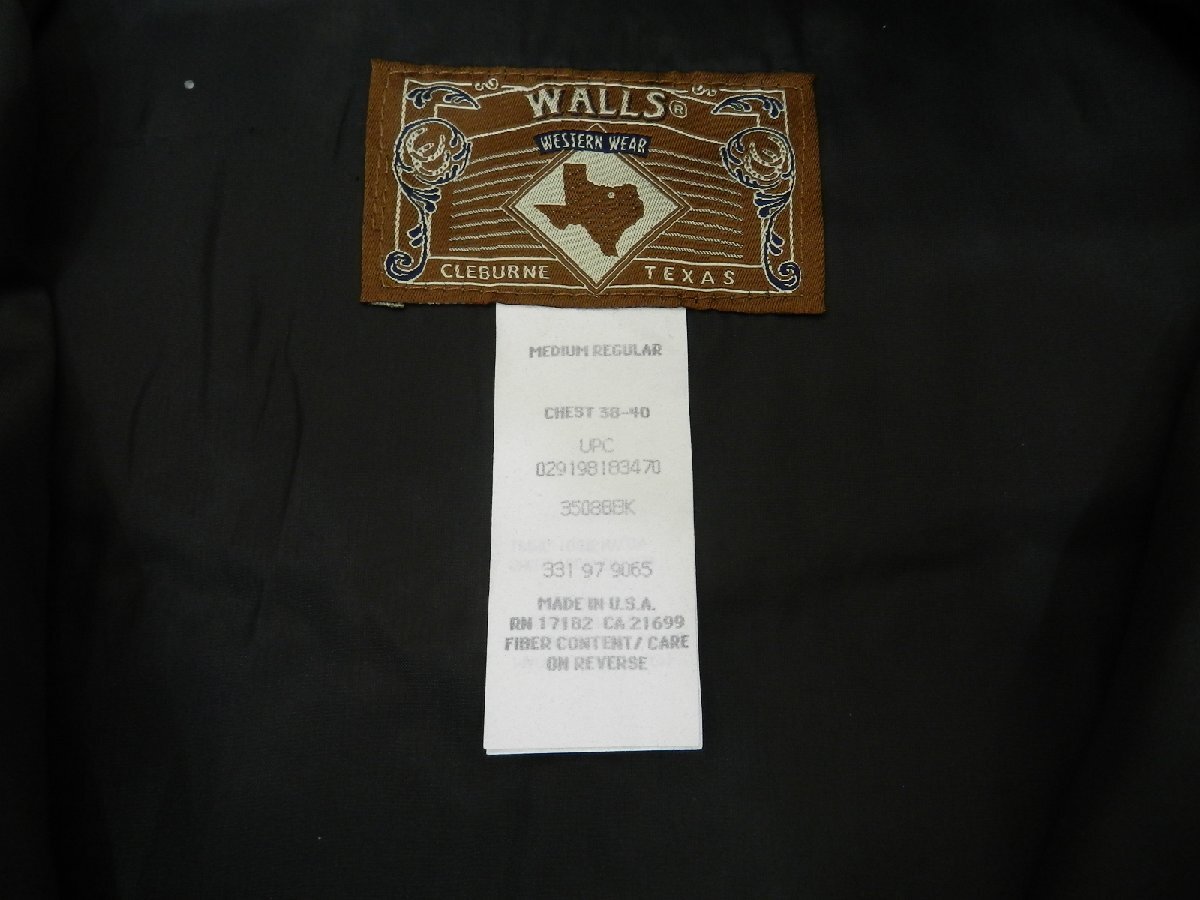 WALLS®
WESTERN WEAR
CLEBURNE TEXAS
MEDIUM REGULAR
CHEST 38-40
UPC
029198183470
35088BK
331 97 9065
MADE IN U.S.A.
RN 17182 CA 21699
FIBER CONTENT/ CARE
ON REVERSE